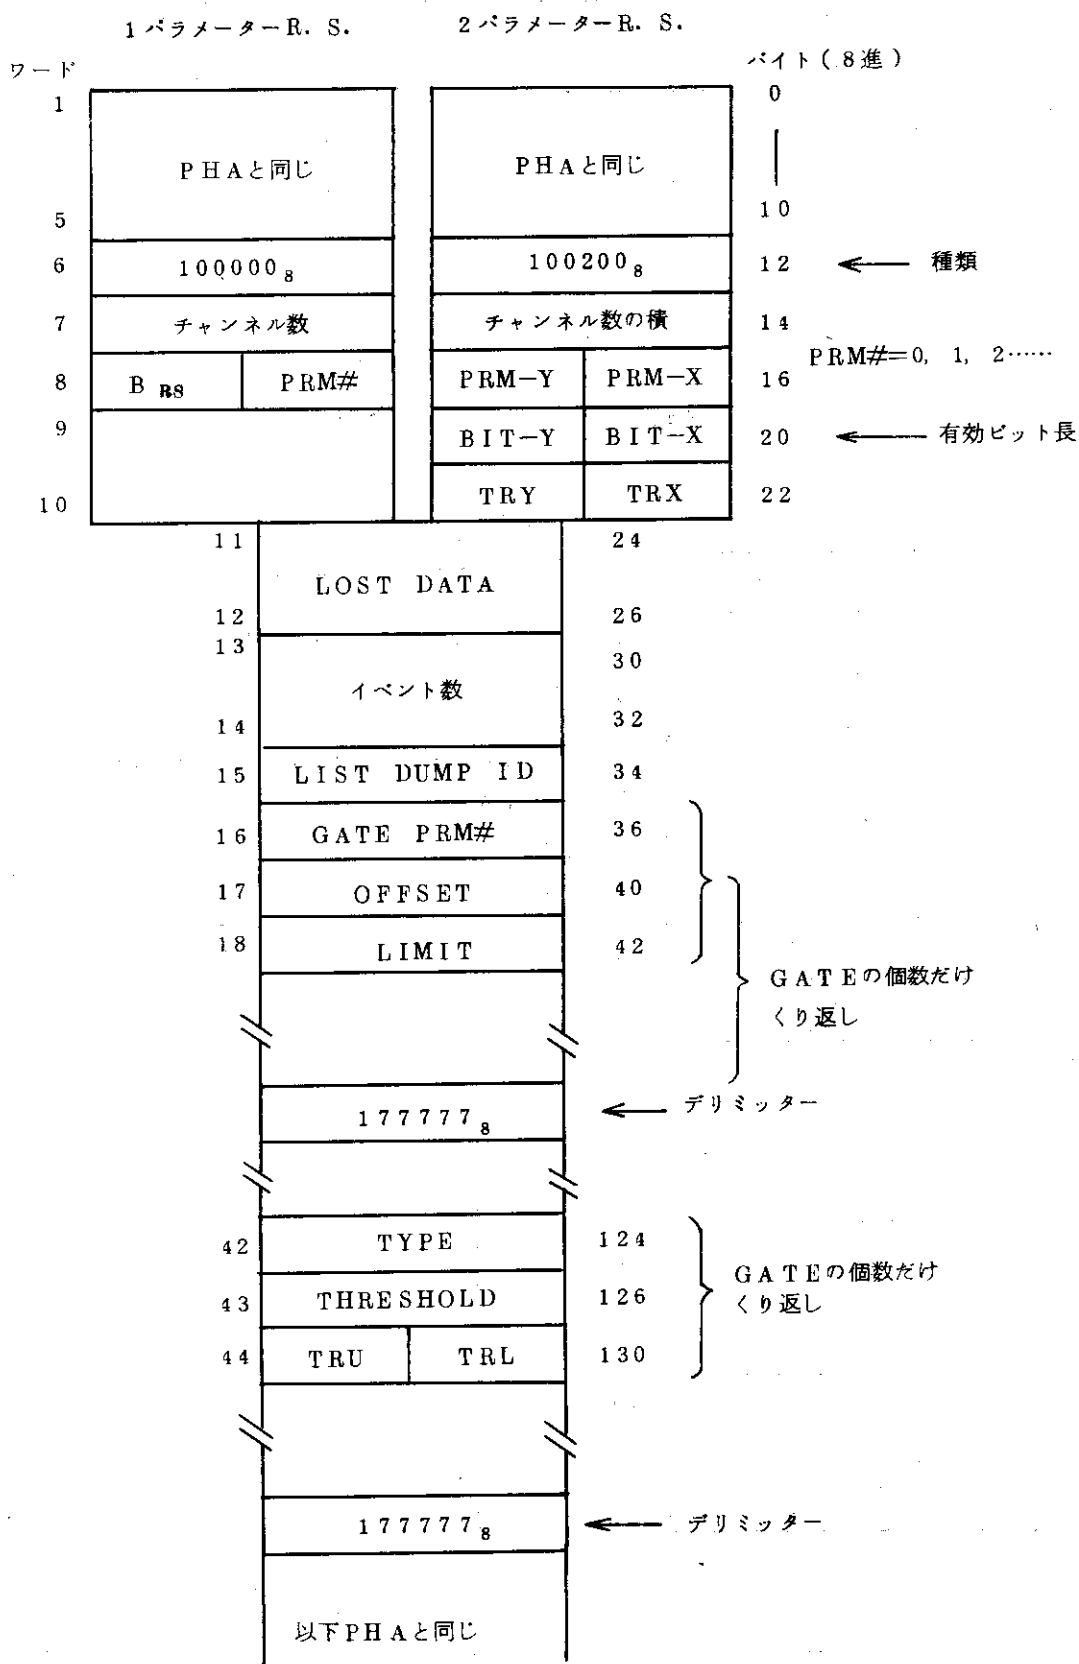 1パラメーターR.S. 2パラメーターR.S.
ワード バイト(8進)
1 0
PHAと同じ PHAと同じ
5 10
6 100000₈ 100200₈ 12 ← 種類
7 チャンネル数 チャンネル数の積 14
PRM#=0, 1, 2……
8 B RS PRM# PRM-Y PRM-X 16
9 BIT-Y BIT-X 20 ← 有効ビット長
10 TRY TRX 22
11 24
LOST DATA
12 26
13 30
イベント数
14 32
15 LIST DUMP ID 34
16 GATE PRM# 36
17 OFFSET 40
18 LIMIT 42
GATEの個数だけ
くり返し
177777₈ ← デリミッター
42 TYPE 124
GATEの個数だけ
43 THRESHOLD 126
くり返し
44 TRU TRL 130
177777₈ ← デリミッター
以下PHAと同じ